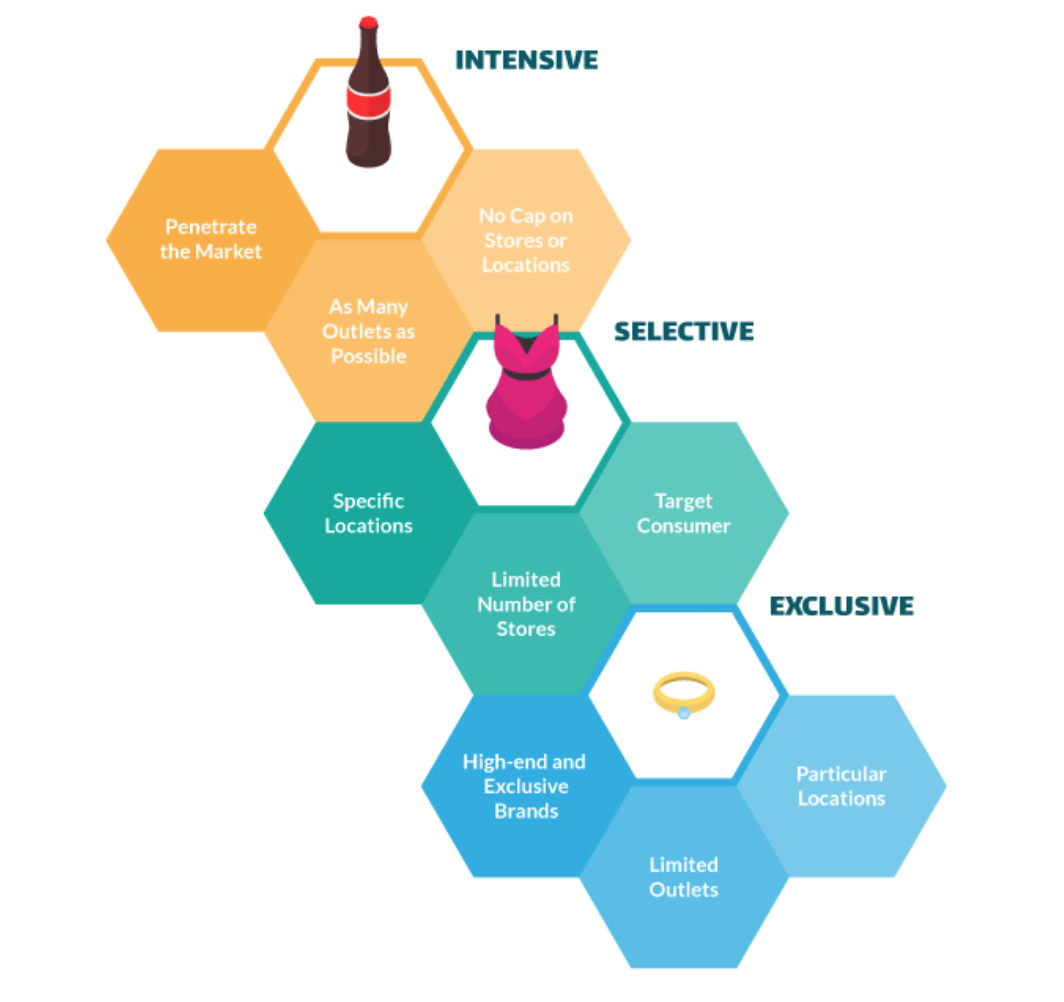 INTENSIVE
Penetrate
the Market
No Cap on
Stores or
Locations
As Many
Outlets as
Possible
SELECTIVE
Specific
Locations
Target
Consumer
Limited
Number of
Stores
EXCLUSIVE
High-end and
Exclusive
Brands
Particular
Locations
Limited
Outlets